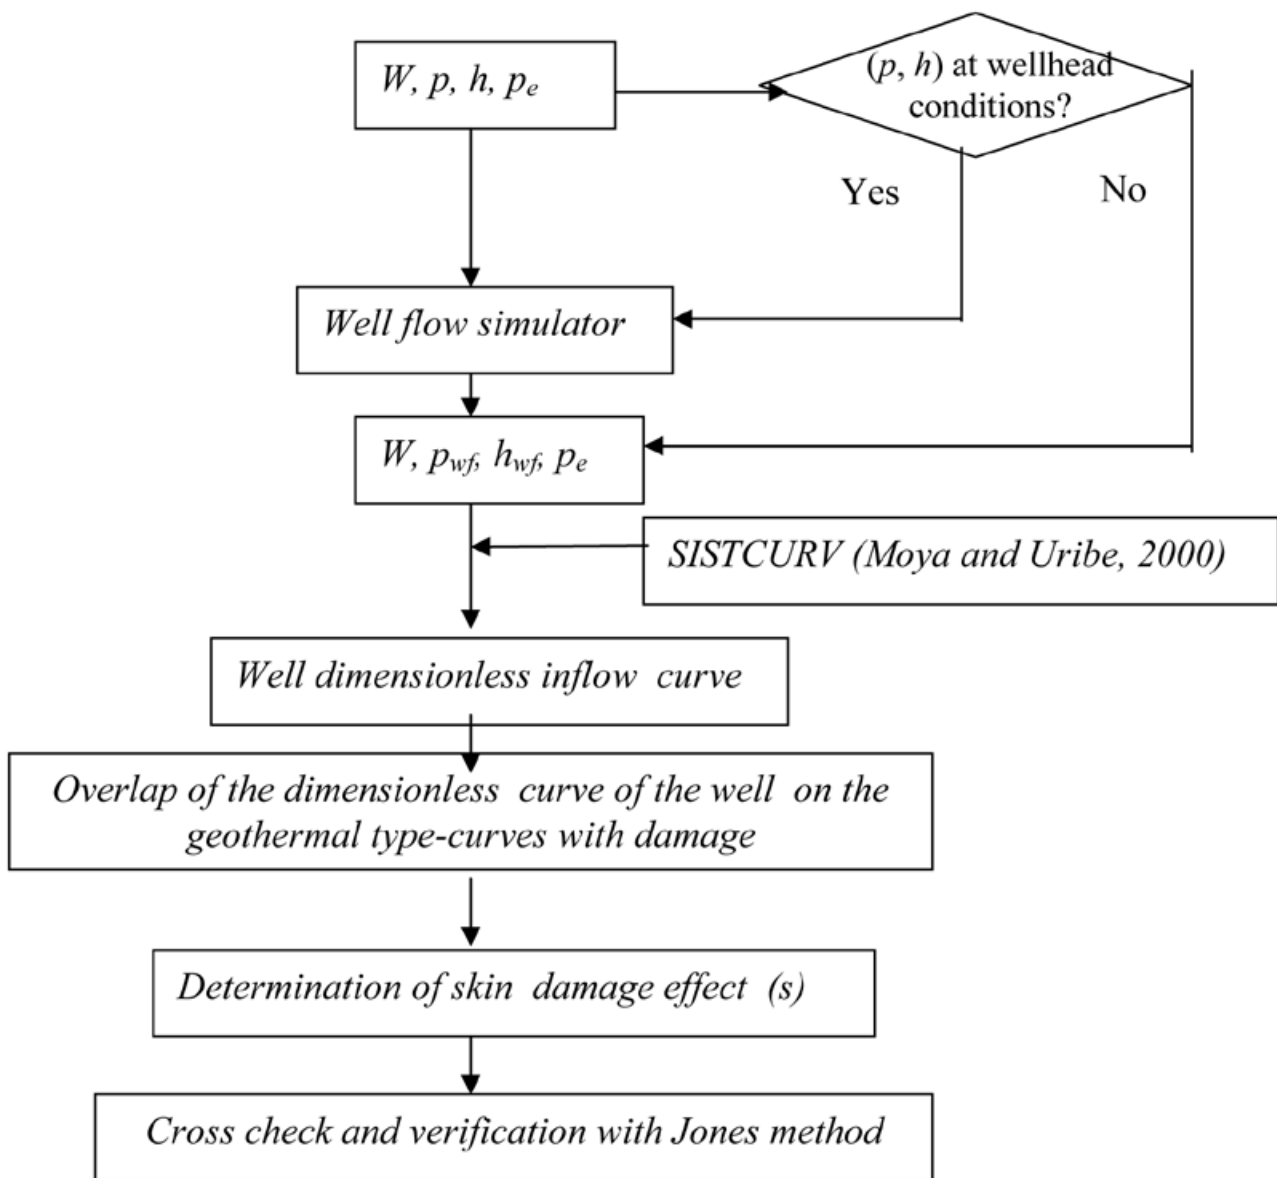 W, p, h, pₑ
(p, h) at wellhead
conditions?
Yes
No
Well flow simulator
W, p_wf, h_wf, pₑ
SISTCURV (Moya and Uribe, 2000)
Well dimensionless inflow curve
Overlap of the dimensionless curve of the well on the
geothermal type-curves with damage
Determination of skin damage effect (s)
Cross check and verification with Jones method